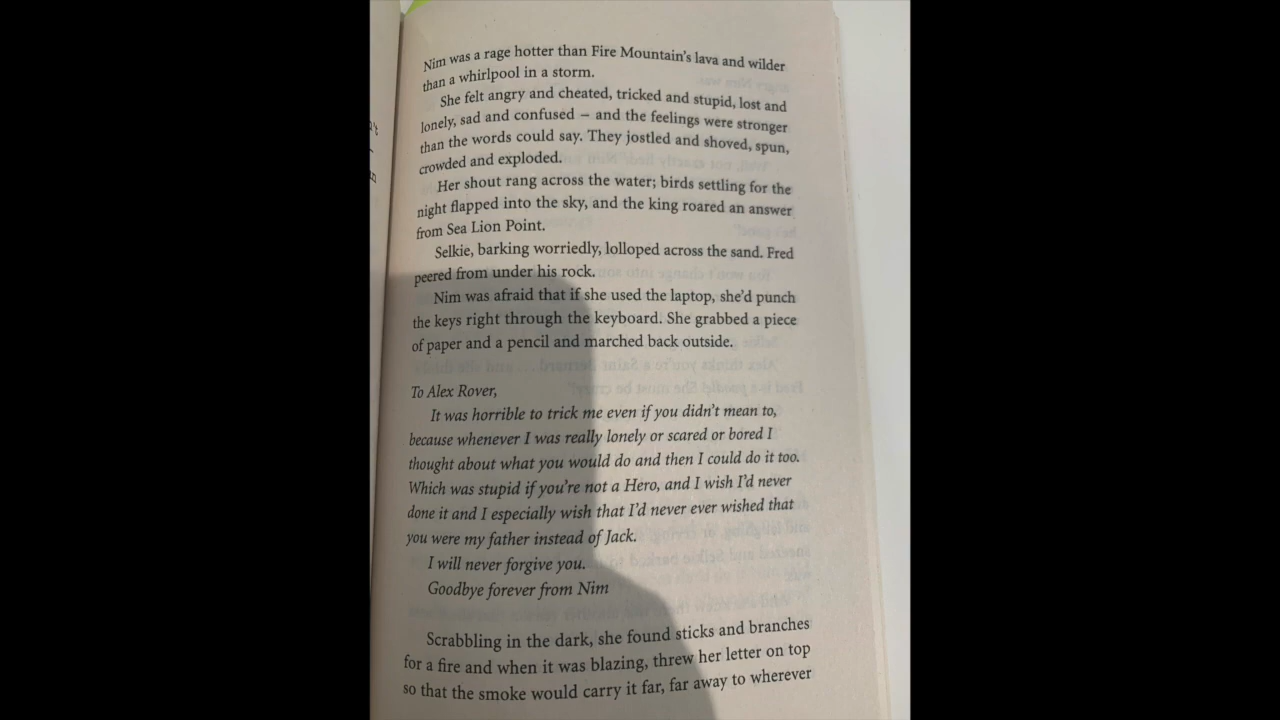 Nim was a rage hotter than Fire Mountain's lava and wilder
than a whirlpool in a storm.
She felt angry and cheated, tricked and stupid, lost and
lonely, sad and confused – and the feelings were stronger
than the words could say. They jostled and shoved, spun,
crowded and exploded.
Her shout rang across the water; birds settling for the
night flapped into the sky, and the king roared an answer
from Sea Lion Point.
Selkie, barking worriedly, lolloped across the sand. Fred
peered from under his rock.
Nim was afraid that if she used the laptop, she'd punch
the keys right through the keyboard. She grabbed a piece
of paper and a pencil and marched back outside.
To Alex Rover,
It was horrible to trick me even if you didn't mean to,
because whenever I was really lonely or scared or bored I
thought about what you would do and then I could do it too.
Which was stupid if you're not a Hero, and I wish I'd never
done it and I especially wish that I'd never ever wished that
you were my father instead of Jack.
I will never forgive you.
Goodbye forever from Nim
Scrabbling in the dark, she found sticks and branches
for a fire and when it was blazing, threw her letter on top
so that the smoke would carry it far, far away to wherever